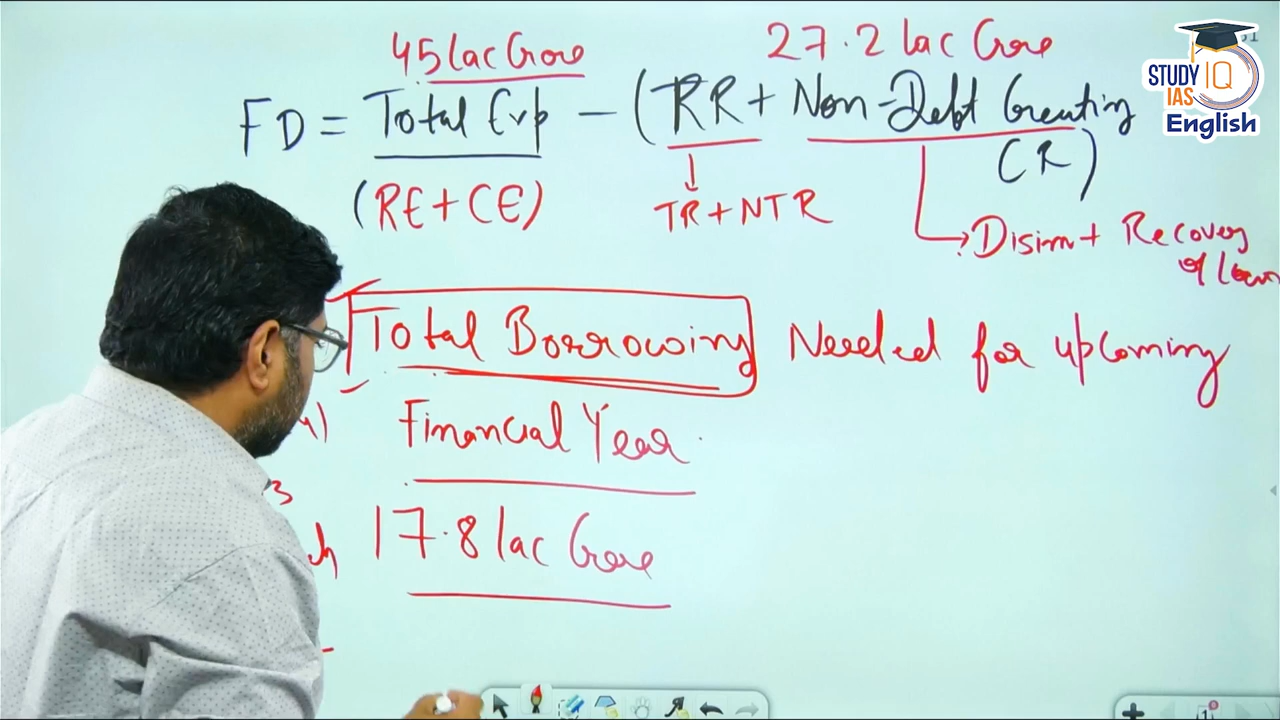 45 lac Crore
27.2 lac Crore
FD = Total Exp – (RR + Non-Debt Creating
(RE + CE)
CR)
TR + NTR
Disinv + Recovery
of loan
Total Borrowing Needed for upcoming
Financial Year
17.8 lac Crore
STUDY IQ
IAS
English